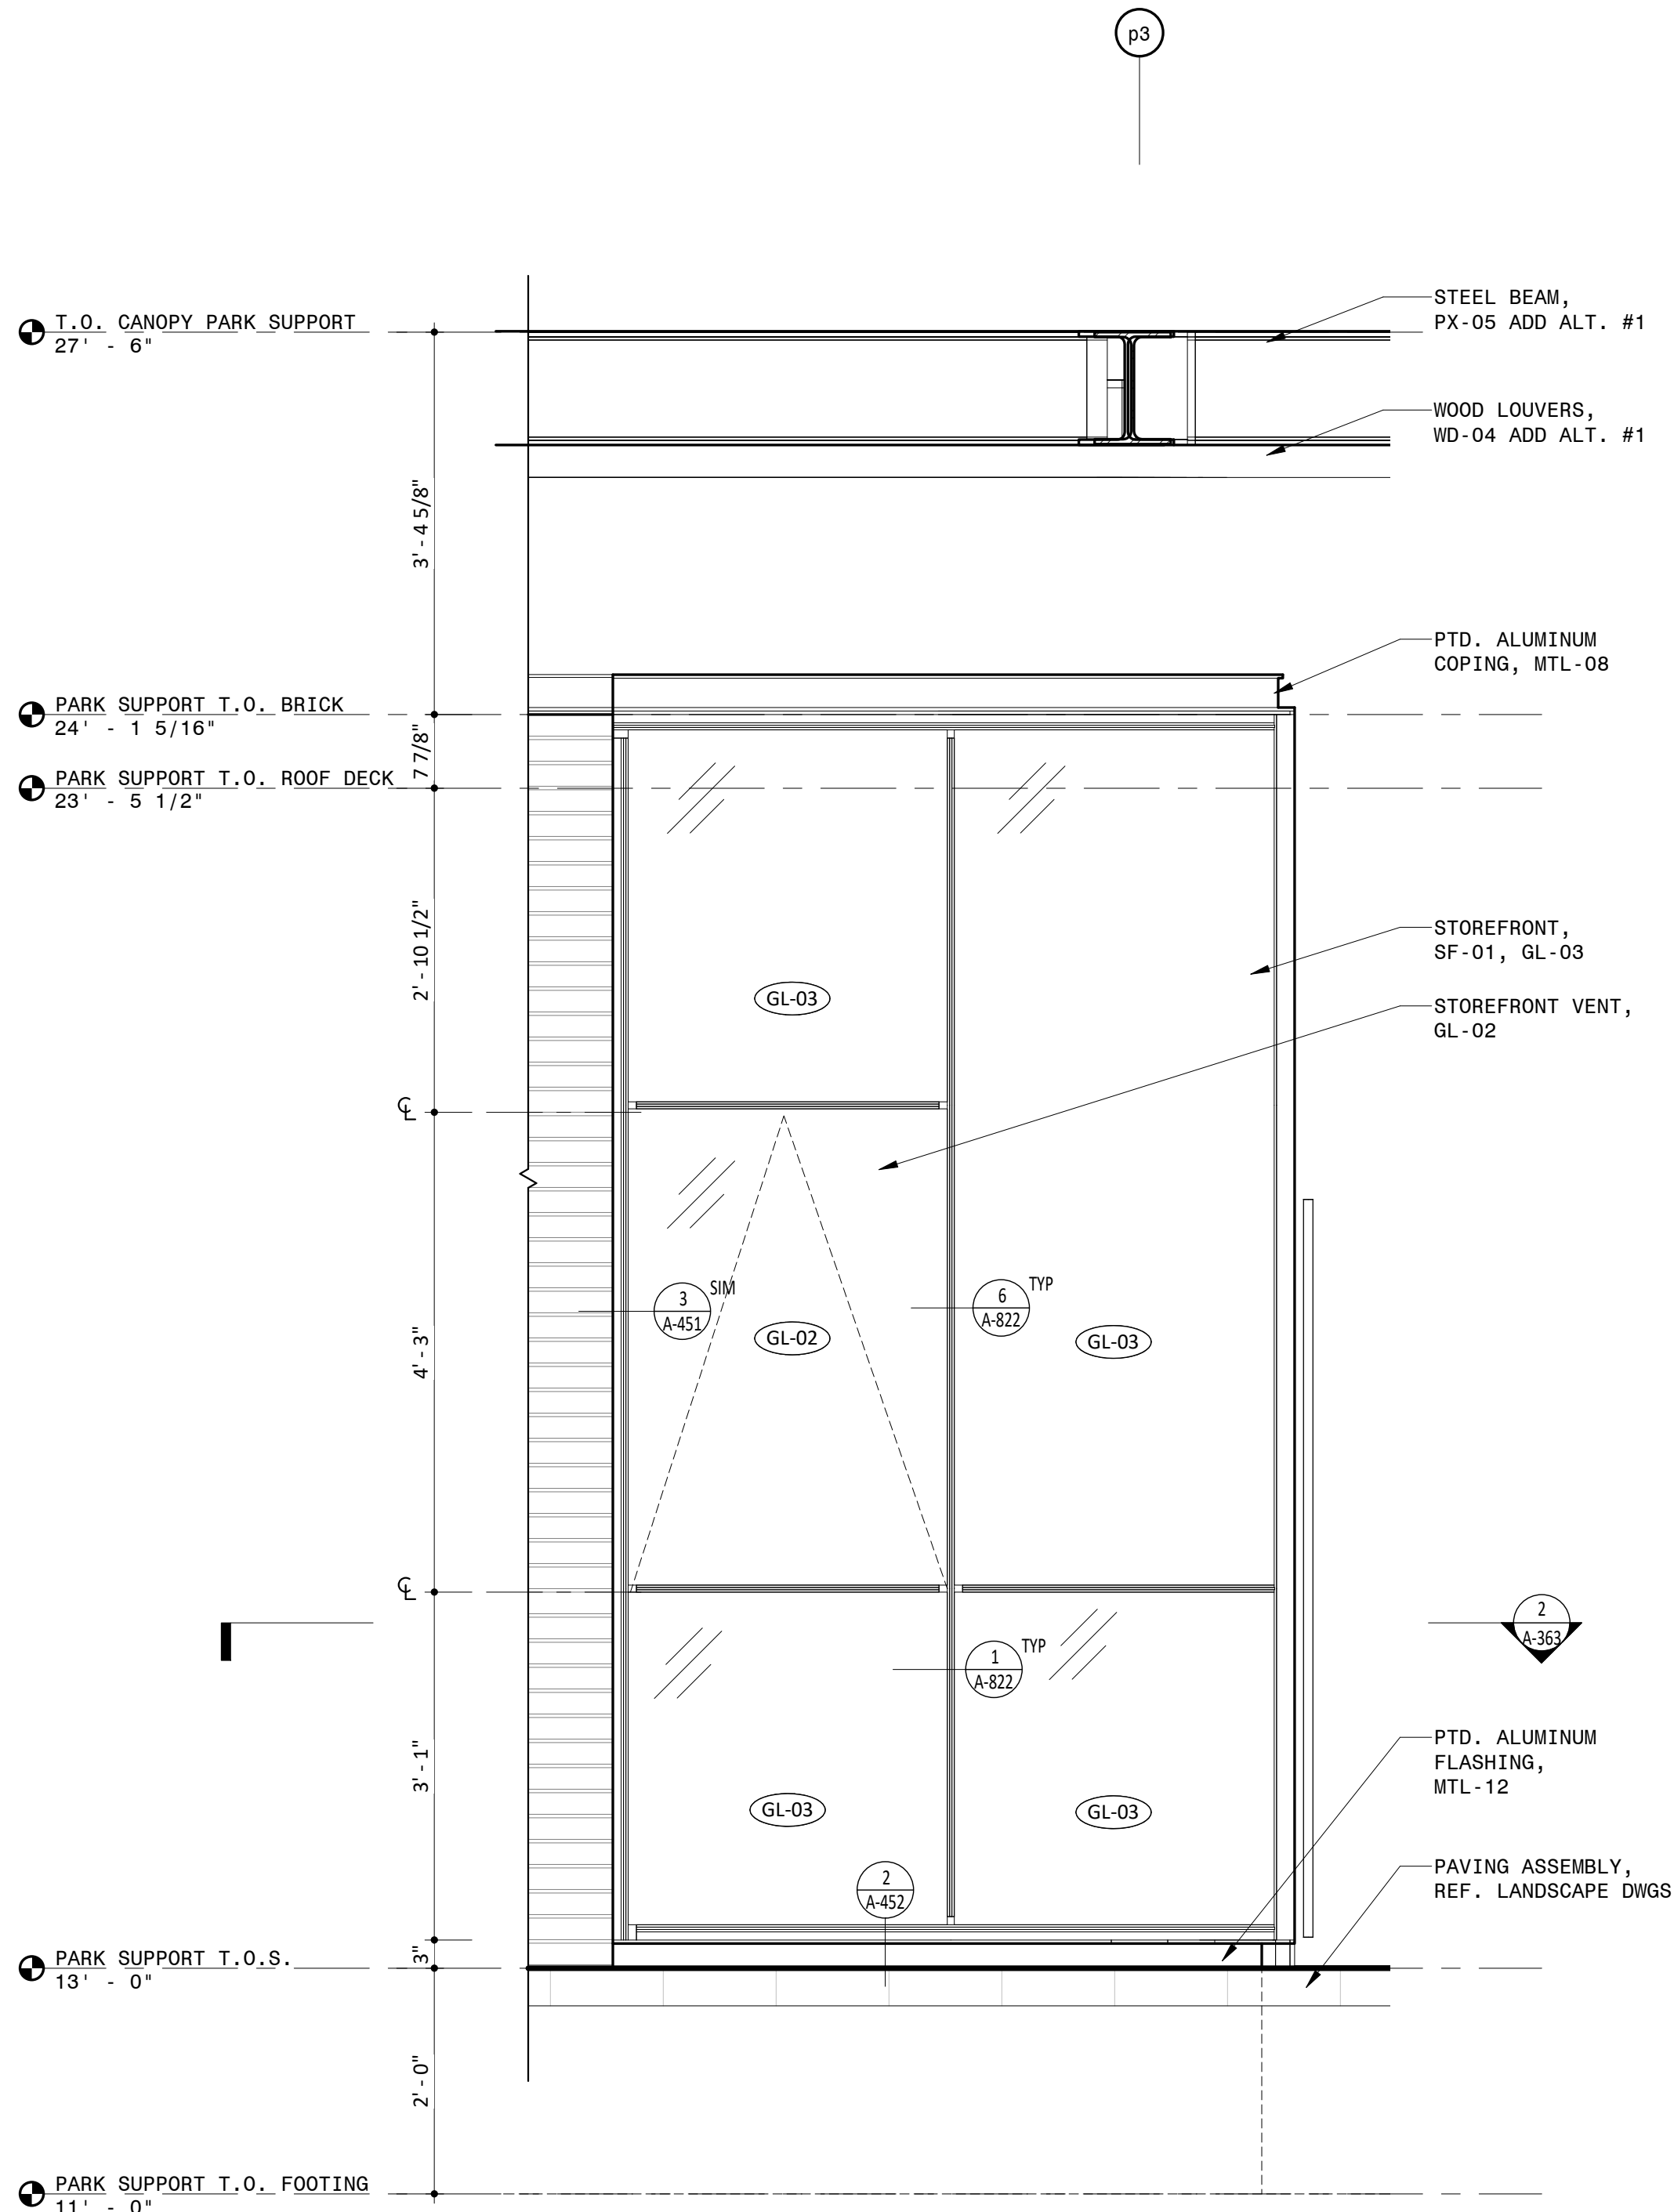 p3
T.O. CANOPY PARK SUPPORT
27' - 6"
STEEL BEAM,
PX-05 ADD ALT. #1
WOOD LOUVERS,
WD-04 ADD ALT. #1
3' - 4 5/8"
PTD. ALUMINUM
COPING, MTL-08
PARK SUPPORT T.O. BRICK
24' - 1 5/16"
7 7/8"
PARK SUPPORT T.O. ROOF DECK
23' - 5 1/2"
2' - 10 1/2"
STOREFRONT,
SF-01, GL-03
GL-03
STOREFRONT VENT,
GL-02
℄
3
A-451
SIM
6
A-822
TYP
4' - 3"
GL-02
GL-03
℄
2
A-363
1
A-822
TYP
3' - 1"
PTD. ALUMINUM
FLASHING,
MTL-12
GL-03
GL-03
2
A-452
PAVING ASSEMBLY,
REF. LANDSCAPE DWGS
3"
PARK SUPPORT T.O.S.
13' - 0"
2' - 0"
PARK SUPPORT T.O. FOOTING
11' - 0"